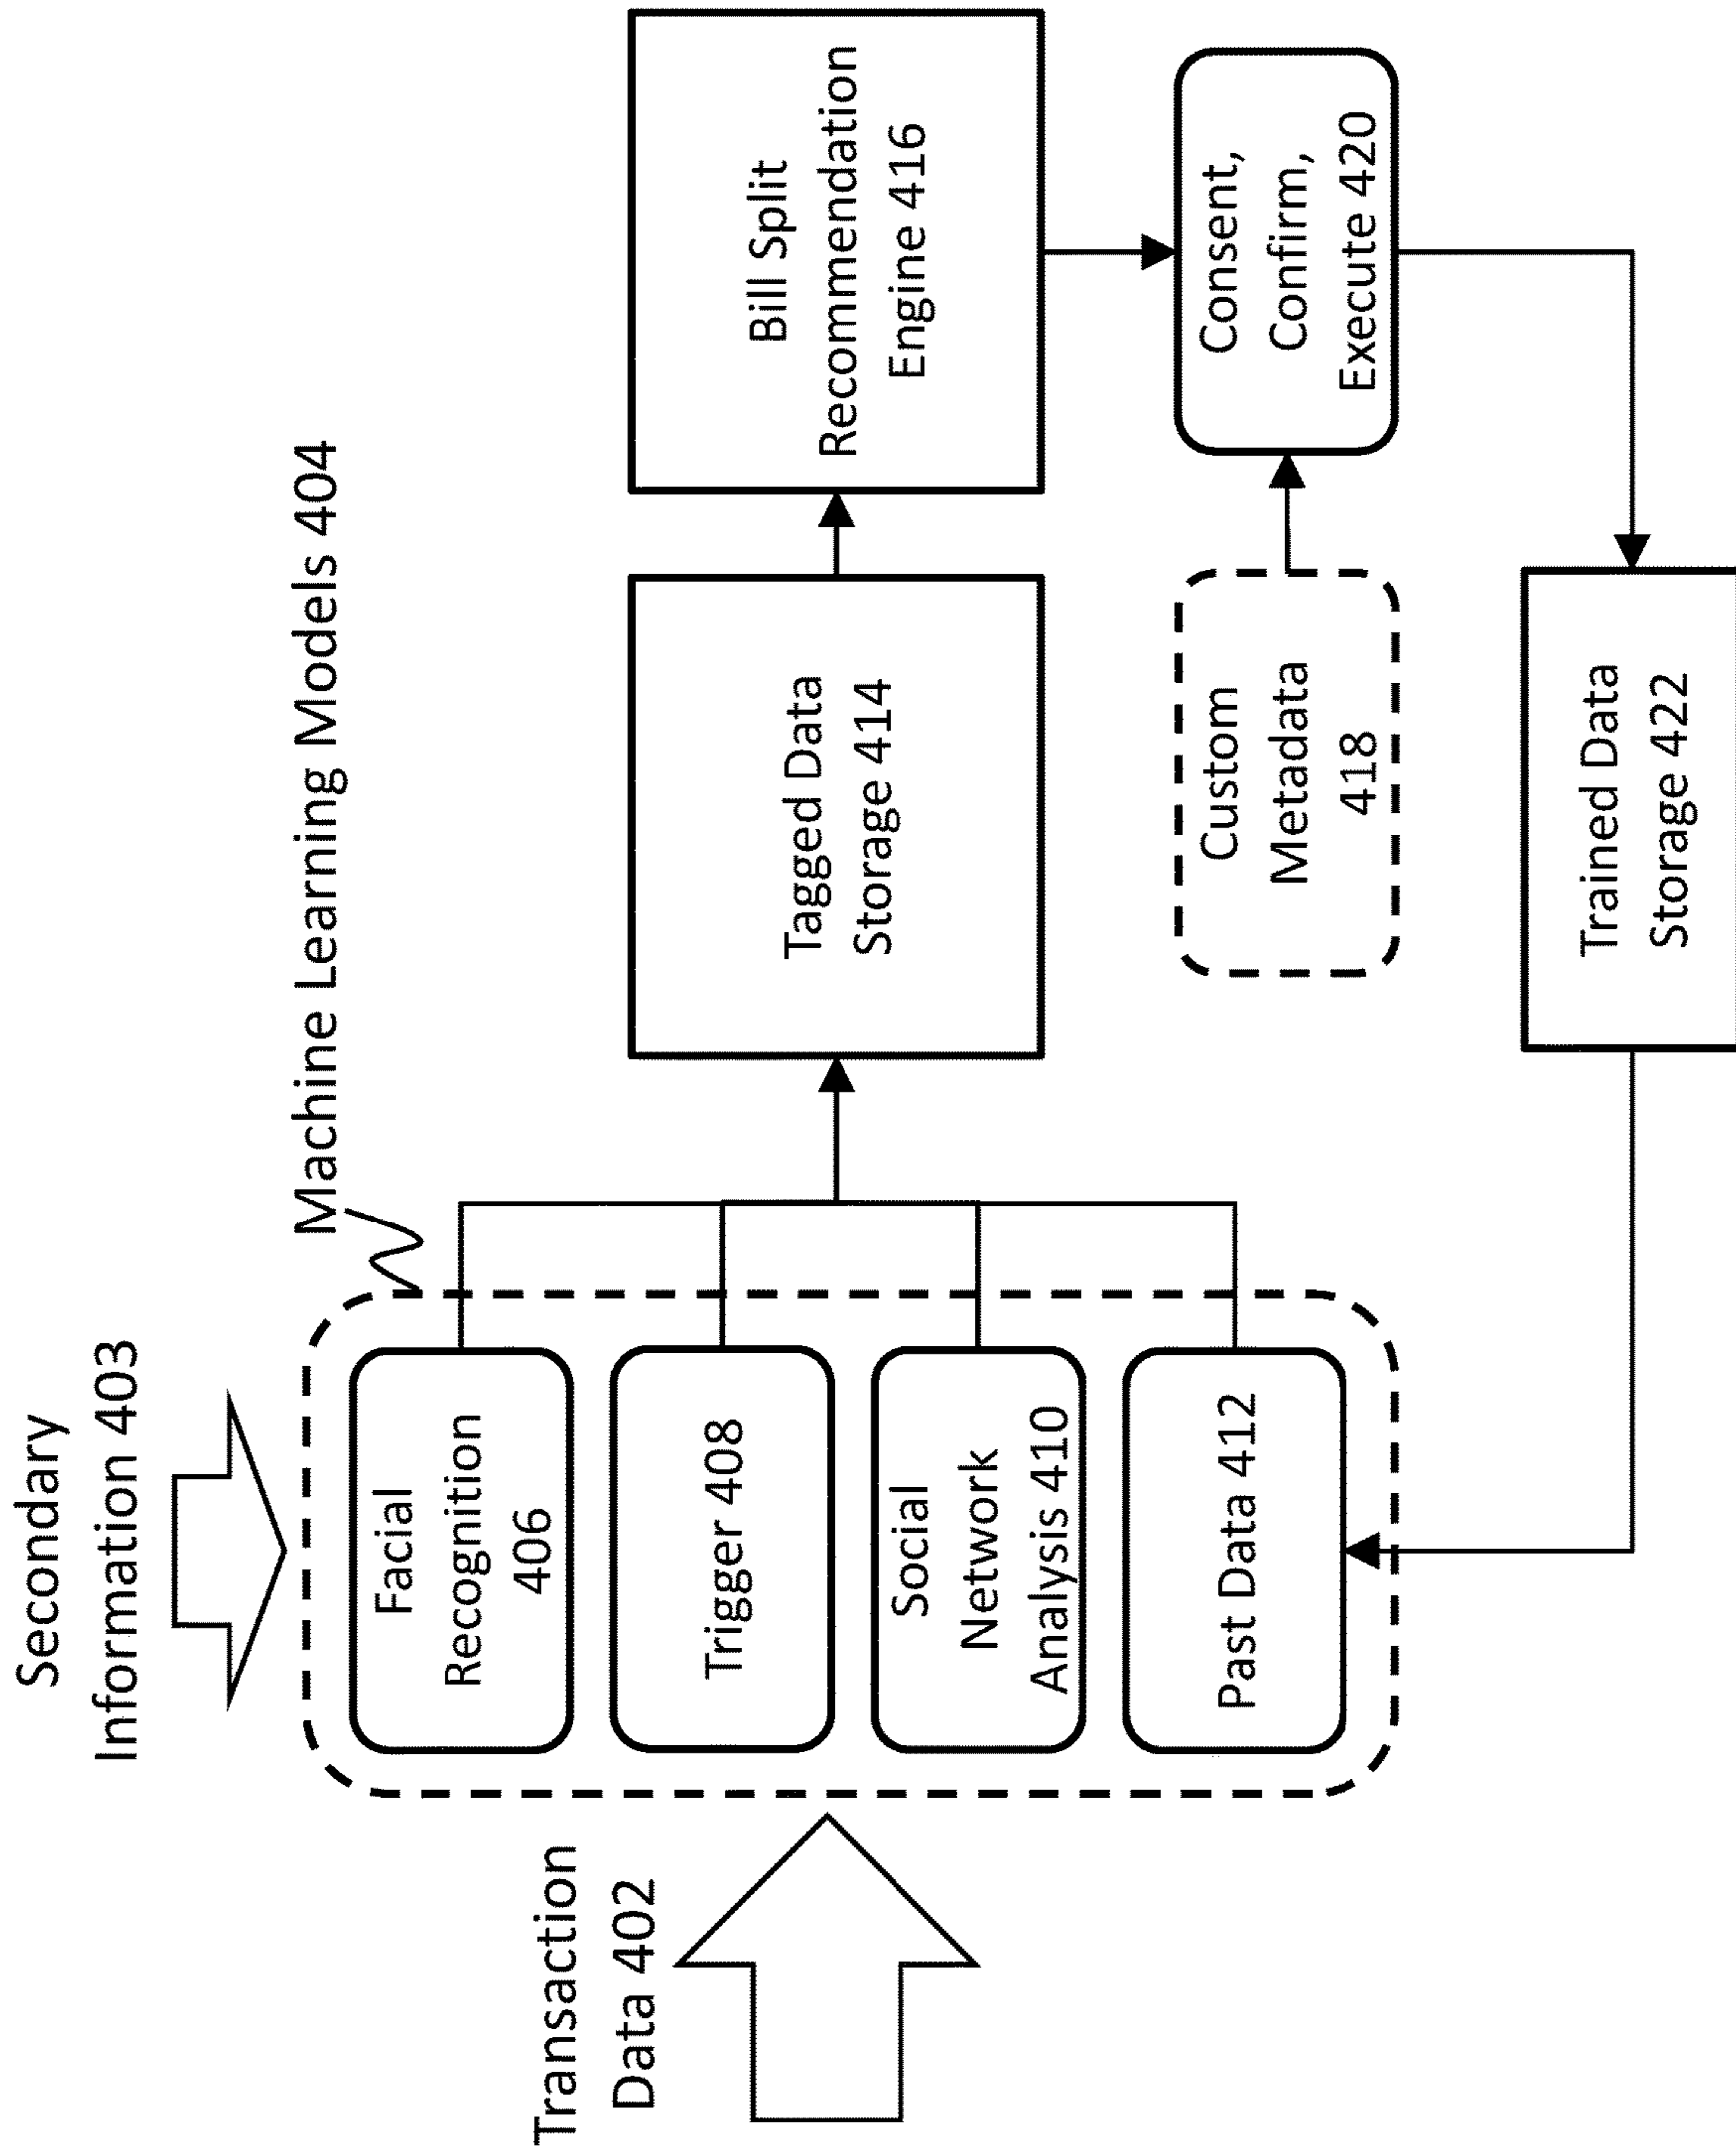 Secondary
Information 403
Machine Learning Models 404
Transaction
Data 402
Facial
Recognition
406
Trigger 408
Social
Network
Analysis 410
Past Data 412
Tagged Data
Storage 414
Bill Split
Recommendation
Engine 416
Custom
Metadata
418
Consent,
Confirm,
Execute 420
Trained Data
Storage 422